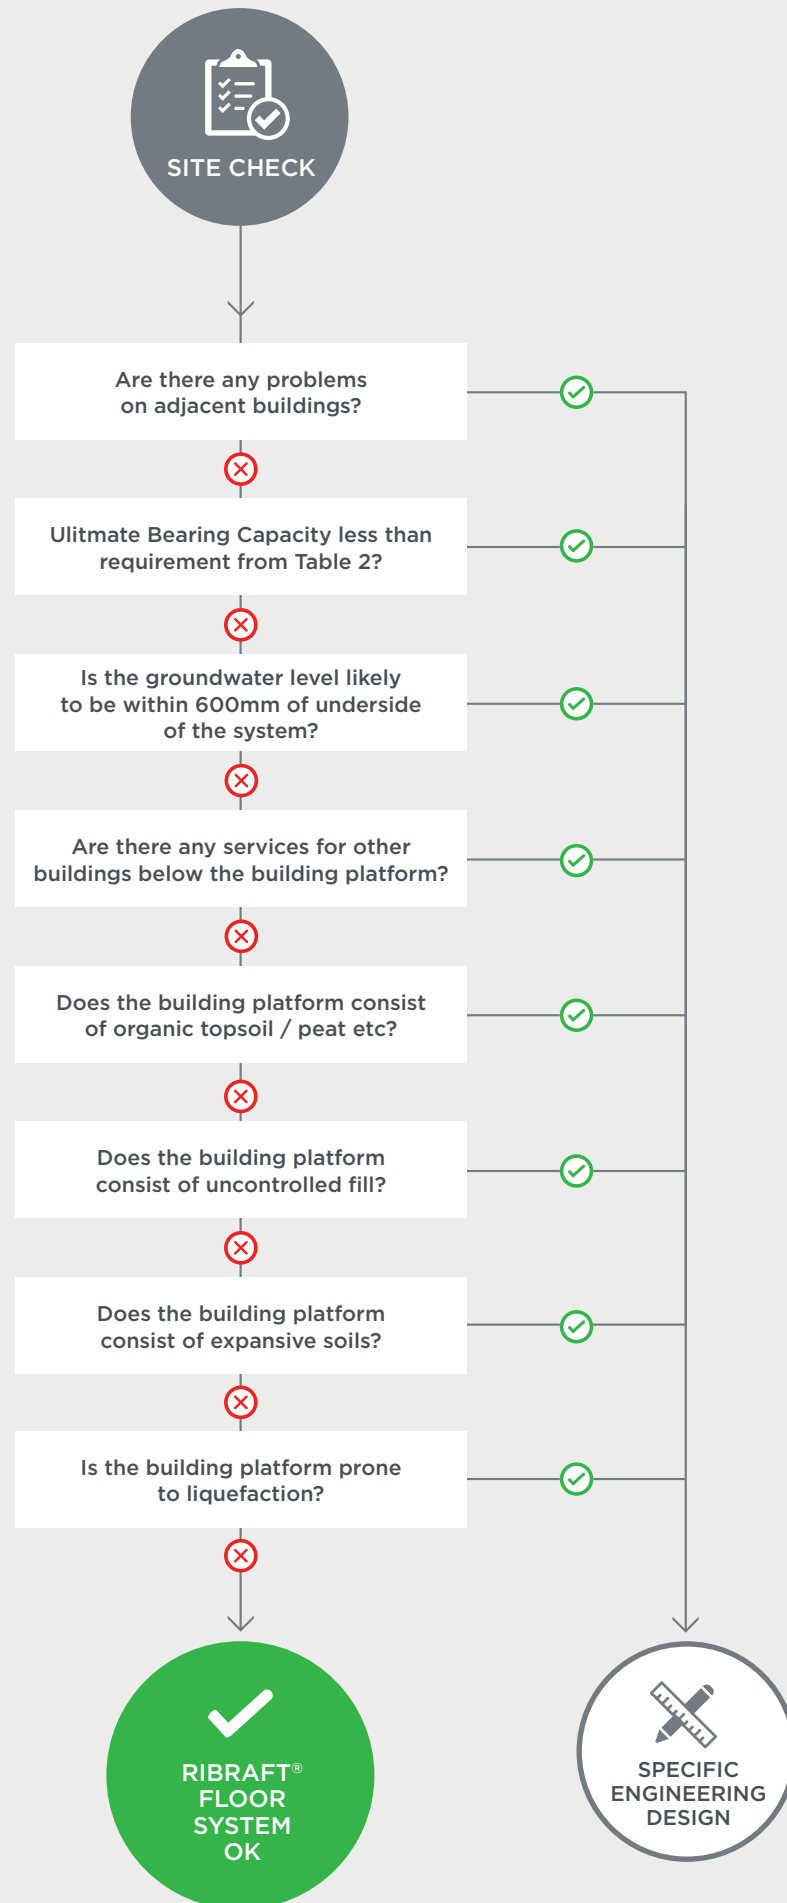 SITE CHECK
Are there any problems
on adjacent buildings?
Ulitmate Bearing Capacity less than
requirement from Table 2?
Is the groundwater level likely
to be within 600mm of underside
of the system?
Are there any services for other
buildings below the building platform?
Does the building platform consist
of organic topsoil / peat etc?
Does the building platform
consist of uncontrolled fill?
Does the building platform
consist of expansive soils?
Is the building platform prone
to liquefaction?
RIBRAFT®
FLOOR
SYSTEM
OK
SPECIFIC
ENGINEERING
DESIGN